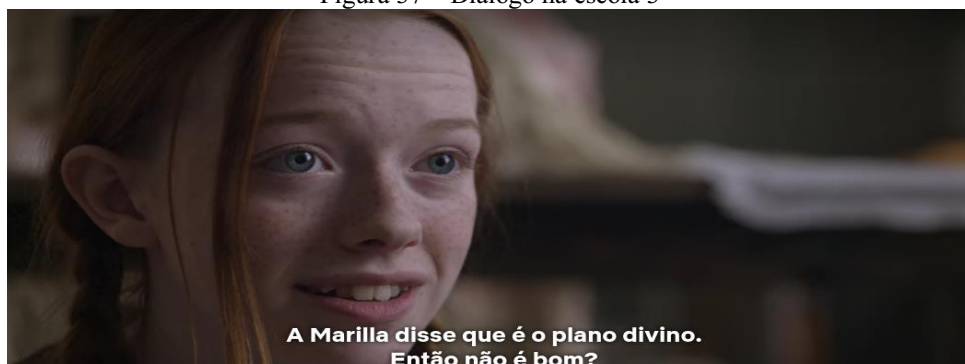 Figura 37 – Diálogo na escola 3
A Marilla disse que é o plano divino.
Então não é bom?